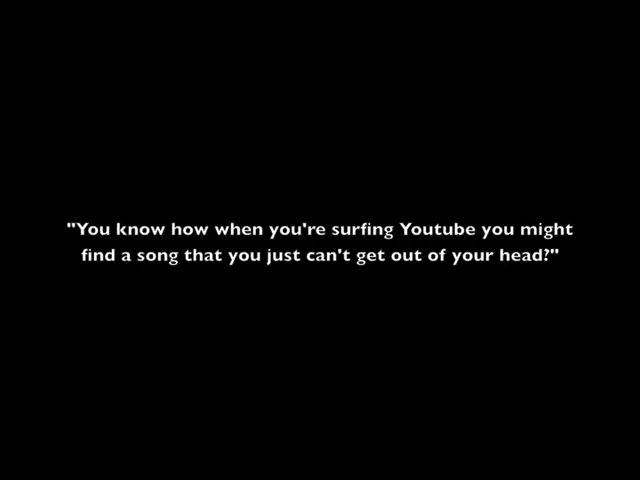 "You know how when you're surfing Youtube you might
find a song that you just can't get out of your head?"